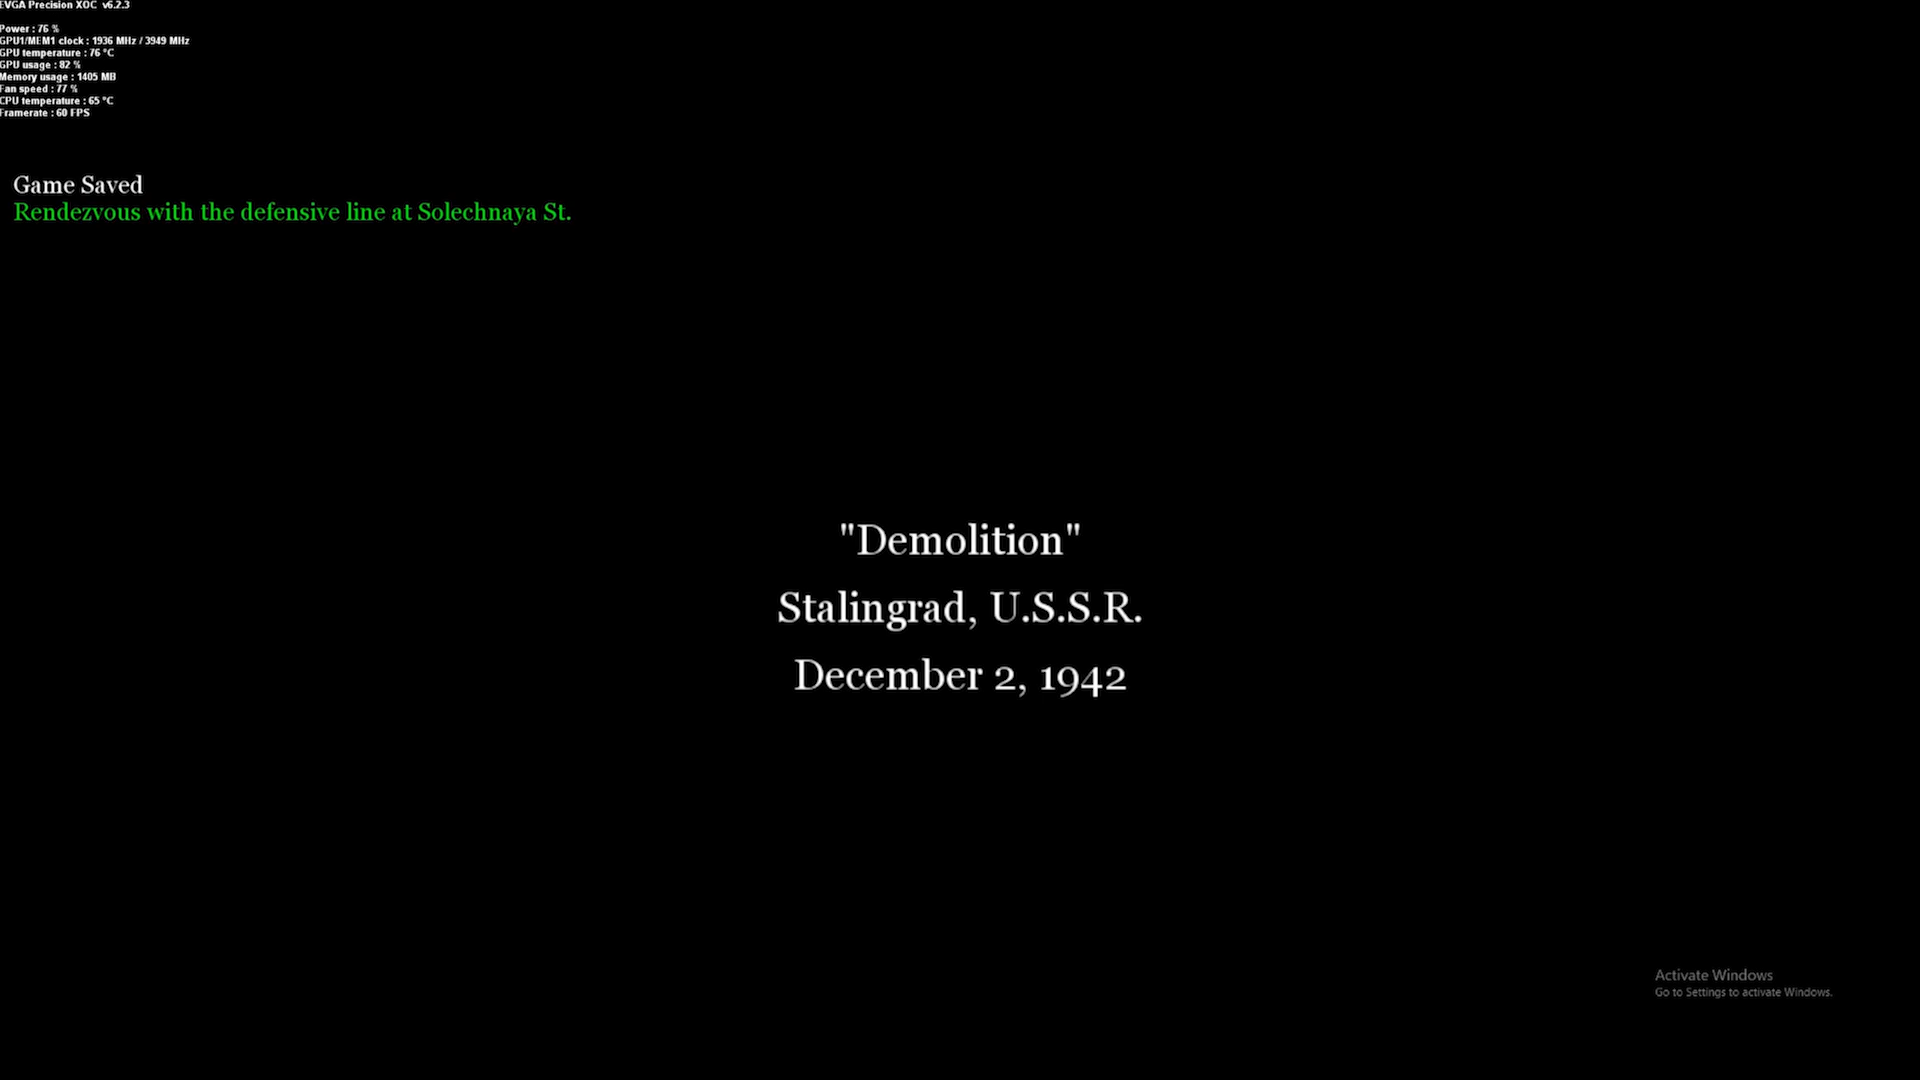 EVGA Precision XOC v6.2.3
Power : 76 %
GPU1/MEM1 clock : 1936 MHz / 3949 MHz
GPU temperature : 76 °C
GPU usage : 82 %
Memory usage : 1405 MB
Fan speed : 77 %
CPU temperature : 65 °C
Framerate : 60 FPS
Game Saved
Rendezvous with the defensive line at Solechnaya St.
"Demolition"
Stalingrad, U.S.S.R.
December 2, 1942
Activate Windows
Go to Settings to activate Windows.